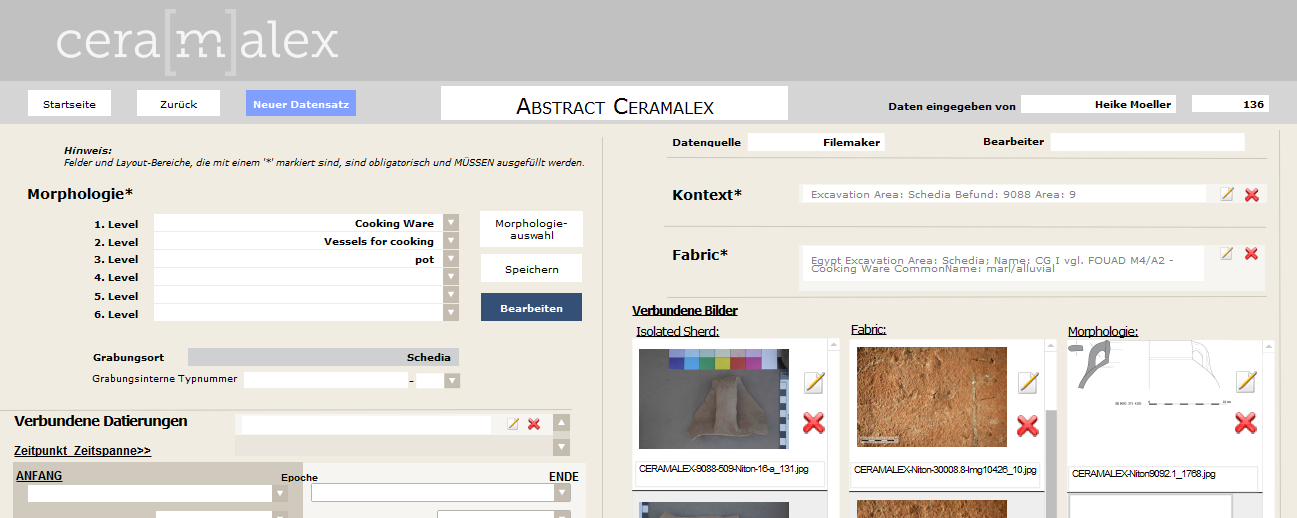 cera[m]alex
Startseite
Zurück
Neuer Datensatz
Abstract Ceramalex
Daten eingegeben von
Heike Moeller
136
Hinweis:
Felder und Layout-Bereiche, die mit einem '*' markiert sind, sind obligatorisch und MÜSSEN ausgefüllt werden.
Morphologie*
1. Level
Cooking Ware
2. Level
Vessels for cooking
3. Level
pot
4. Level
5. Level
6. Level
Morphologie-
auswahl
Speichern
Bearbeiten
Grabungsort
Schedia
Grabungsinterne Typnummer
-
Verbundene Datierungen
Zeitpunkt Zeitspanne>>
ANFANG
Epoche
ENDE
Datenquelle
Filemaker
Bearbeiter
Kontext*
Excavation Area: Schedia Befund: 9088 Area: 9
Fabric*
Egypt Excavation Area: Schedia; Name: CG I vgl. FOUAD M4/A2 -
Cooking Ware CommonName: marl/alluvial
Verbundene Bilder
Isolated Sherd:
Fabric:
Morphologie:
CERAMALEX-9088-509-Niton-16-a_131.jpg
CERAMALEX-Niton-30008.8-Img10426_10.jpg
CERAMALEX-Niton9092.1_1768.jpg